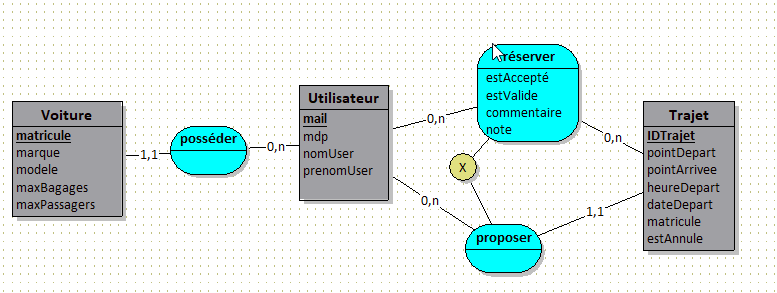 Voiture
matricule
marque
modele
maxBagages
maxPassagers
1,1
posséder
0,n
Utilisateur
mail
mdp
nomUser
prenomUser
0,n
0,n
réserver
estAccepté
estValide
commentaire
note
X
proposer
0,n
1,1
Trajet
IDTrajet
pointDepart
pointArrivee
heureDepart
dateDepart
matricule
estAnnule